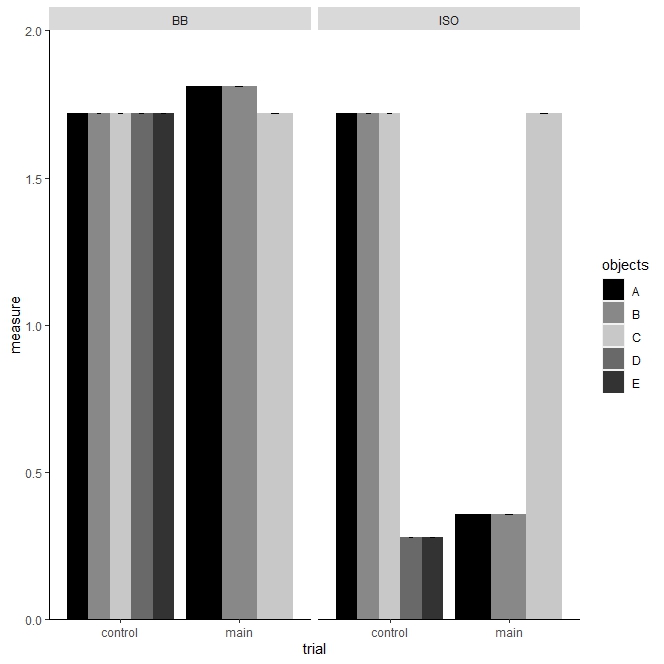 BB
ISO
2.0
1.5
1.0
0.5
0.0
measure
control
main
control
main
trial
objects
A
B
C
D
E